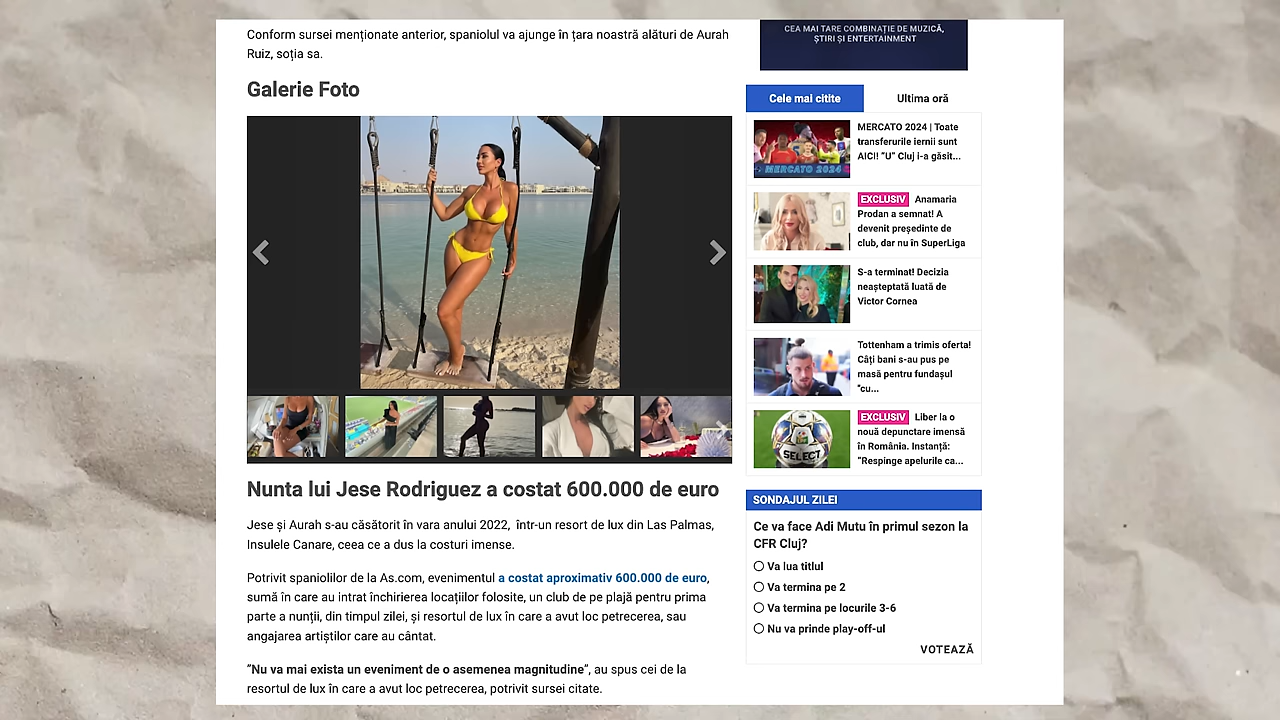 Conform sursei menționate anterior, spaniolul va ajunge în țara noastră alături de Aurah
Ruiz, soția sa.
Galerie Foto
Nunta lui Jese Rodriguez a costat 600.000 de euro
Jese și Aurah s-au căsătorit în vara anului 2022, într-un resort de lux din Las Palmas,
Insulele Canare, ceea ce a dus la costuri imense.
Potrivit spaniolilor de la As.com, evenimentul a costat aproximativ 600.000 de euro,
sumă în care au intrat închirierea locațiilor folosite, un club de pe plajă pentru prima
parte a nunții, din timpul zilei, și resortul de lux în care a avut loc petrecerea, sau
angajarea artiștilor care au cântat.
"Nu va mai exista un eveniment de o asemenea magnitudine", au spus cei de la
resortul de lux în care a avut loc petrecerea, potrivit sursei citate.
CEA MAI TARE COMBINAȚIE DE MUZICĂ,
ȘTIRI ȘI ENTERTAINMENT
Cele mai citite
Ultima oră
MERCATO 2024
MERCATO 2024 | Toate
transferurile iernii sunt
AICI! "U" Cluj i-a găsit...
EXCLUSIV Anamaria
Prodan a semnat! A
devenit președinte de
club, dar nu în SuperLiga
S-a terminat! Decizia
neașteptată luată de
Victor Cornea
Tottenham a trimis oferta!
Câți bani s-au pus pe
masă pentru fundașul
"cu...
SELECT
EXCLUSIV Liber la o
nouă depunctare imensă
în România. Instanță:
"Respinge apelurile ca...
SONDAJUL ZILEI
Ce va face Adi Mutu în primul sezon la
CFR Cluj?
Va lua titlul
Va termina pe 2
Va termina pe locurile 3-6
Nu va prinde play-off-ul
VOTEAZĂ